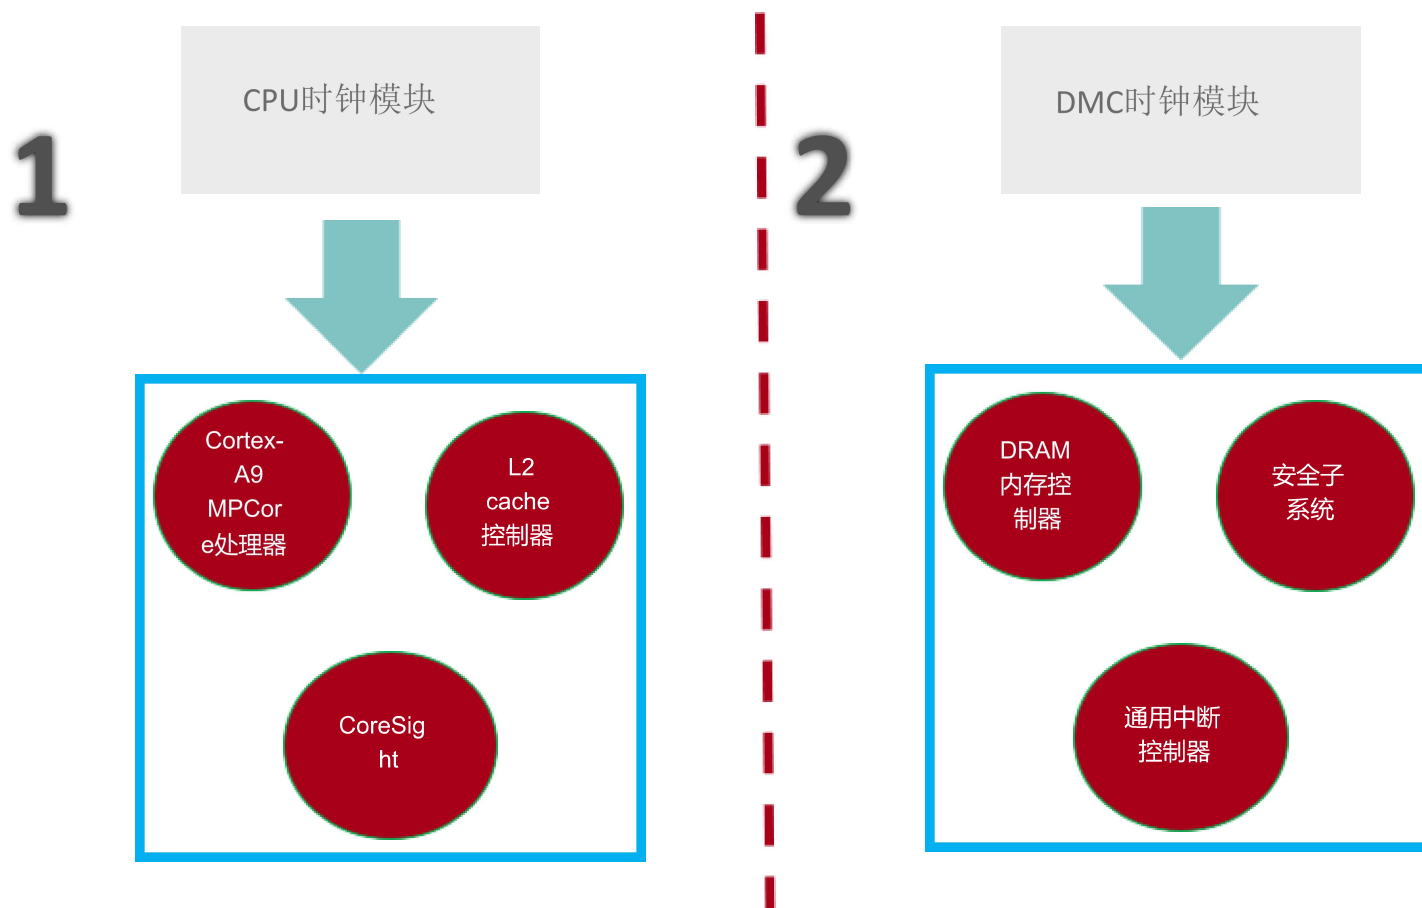 1
CPU时钟模块
Cortex-
A9
MPCor
e处理器
L2
cache
控制器
CoreSig
ht
2
DMC时钟模块
DRAM
内存控
制器
安全子
系统
通用中断
控制器